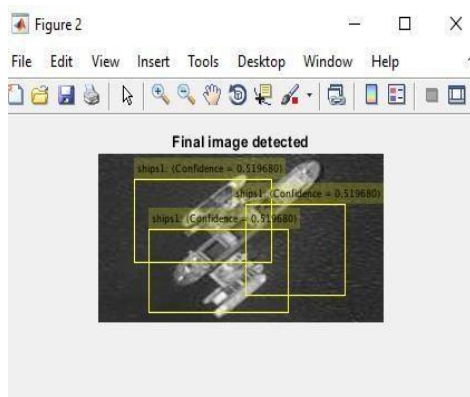 Figure 2
File Edit View Insert Tools Desktop Window Help
Final image detected
ships1: (Confidence = 0.519680)
ships1: (Confidence = 0.519680)
ships1: (Confidence = 0.519680)